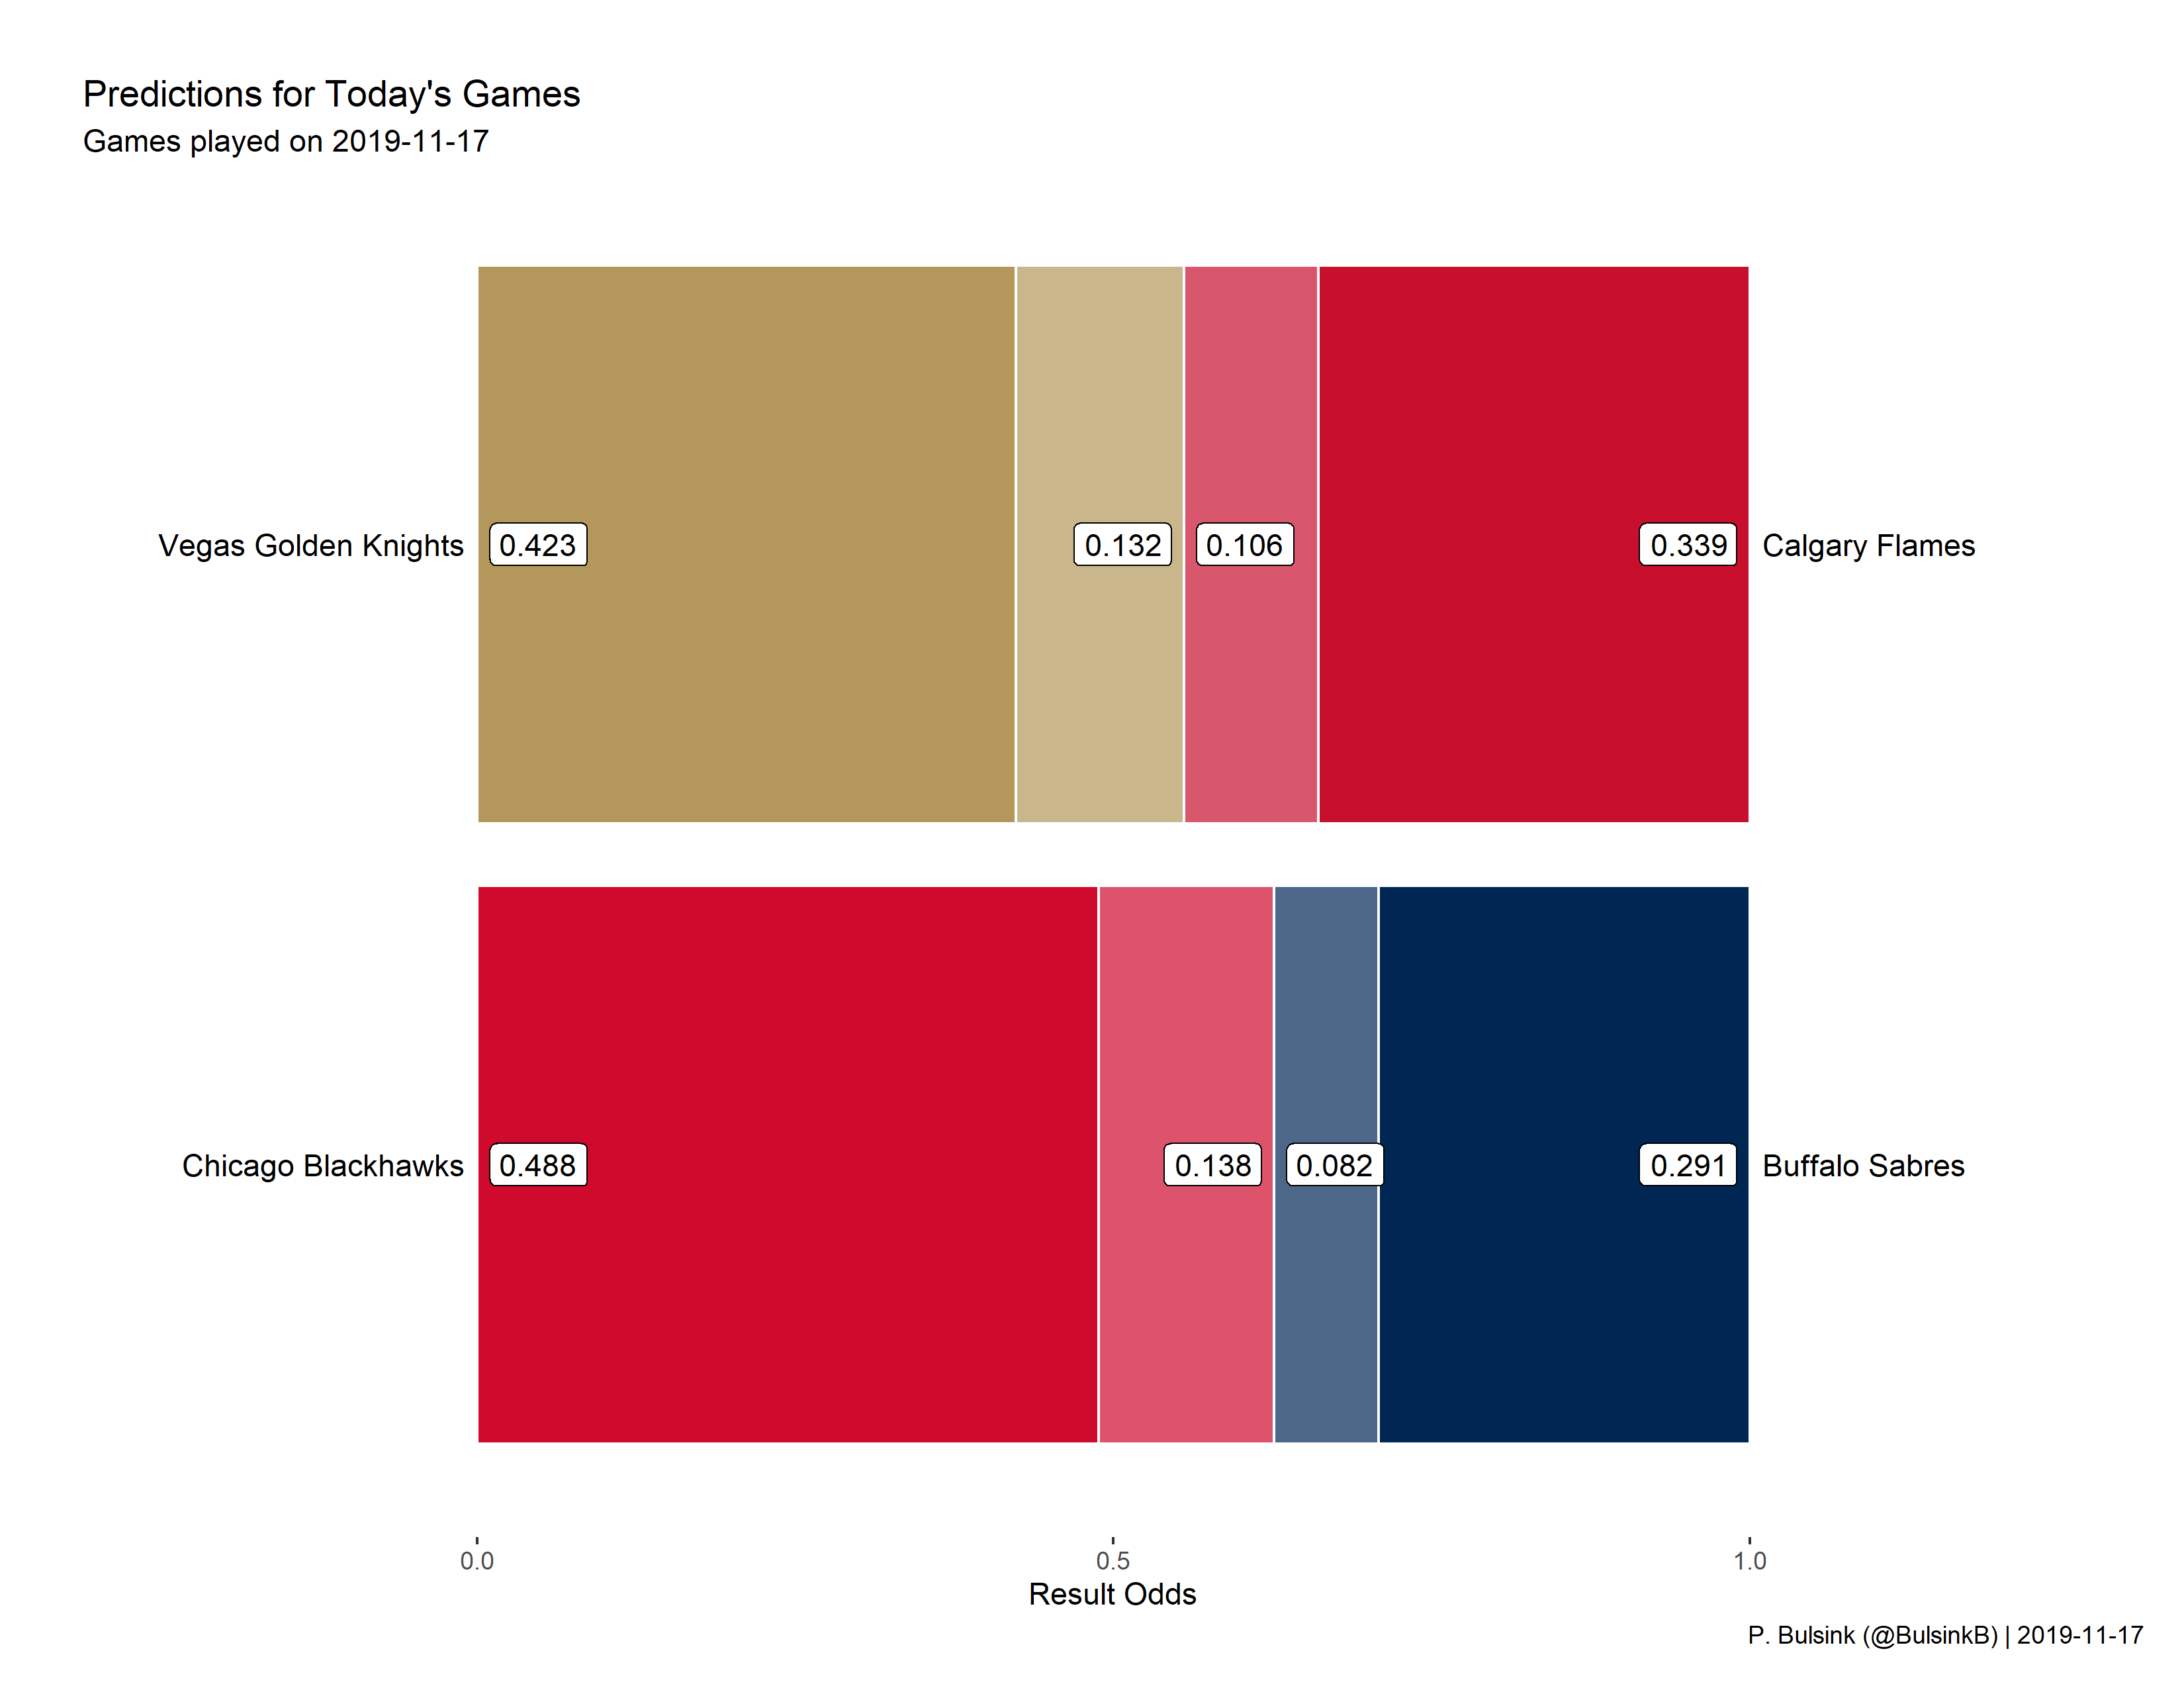 Predictions for Today's Games
Games played on 2019-11-17
Vegas Golden Knights 0.423 0.132 0.106 0.339 Calgary Flames
Chicago Blackhawks 0.488 0.138 0.082 0.291 Buffalo Sabres
0.0 0.5 1.0
Result Odds
P. Bulsink (@BulsinkB) | 2019-11-17